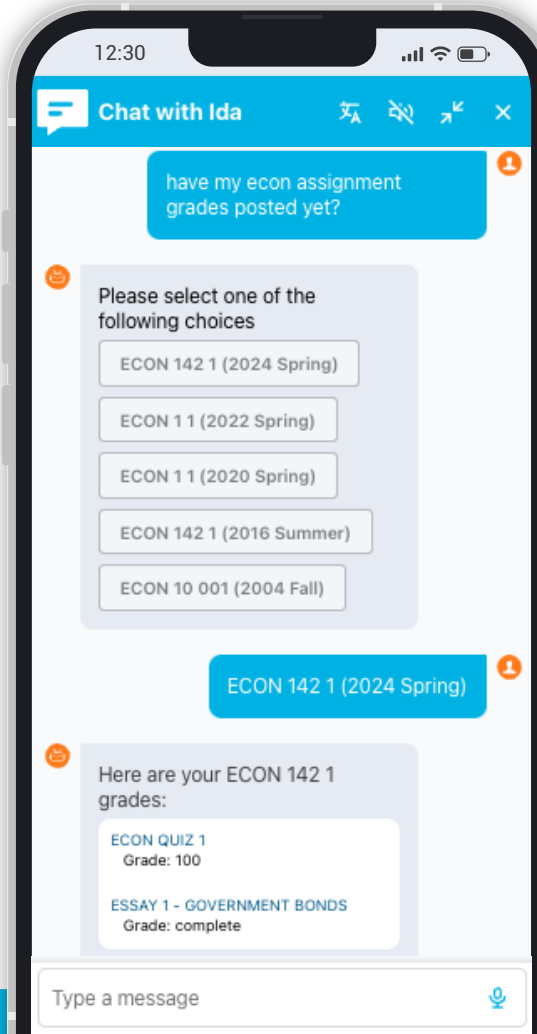 12:30
Chat with Ida
have my econ assignment
grades posted yet?
Please select one of the
following choices
ECON 142 1 (2024 Spring)
ECON 1 1 (2022 Spring)
ECON 1 1 (2020 Spring)
ECON 142 1 (2016 Summer)
ECON 10 001 (2004 Fall)
ECON 142 1 (2024 Spring)
Here are your ECON 142 1
grades:
ECON QUIZ 1
Grade: 100
ESSAY 1 - GOVERNMENT BONDS
Grade: complete
Type a message